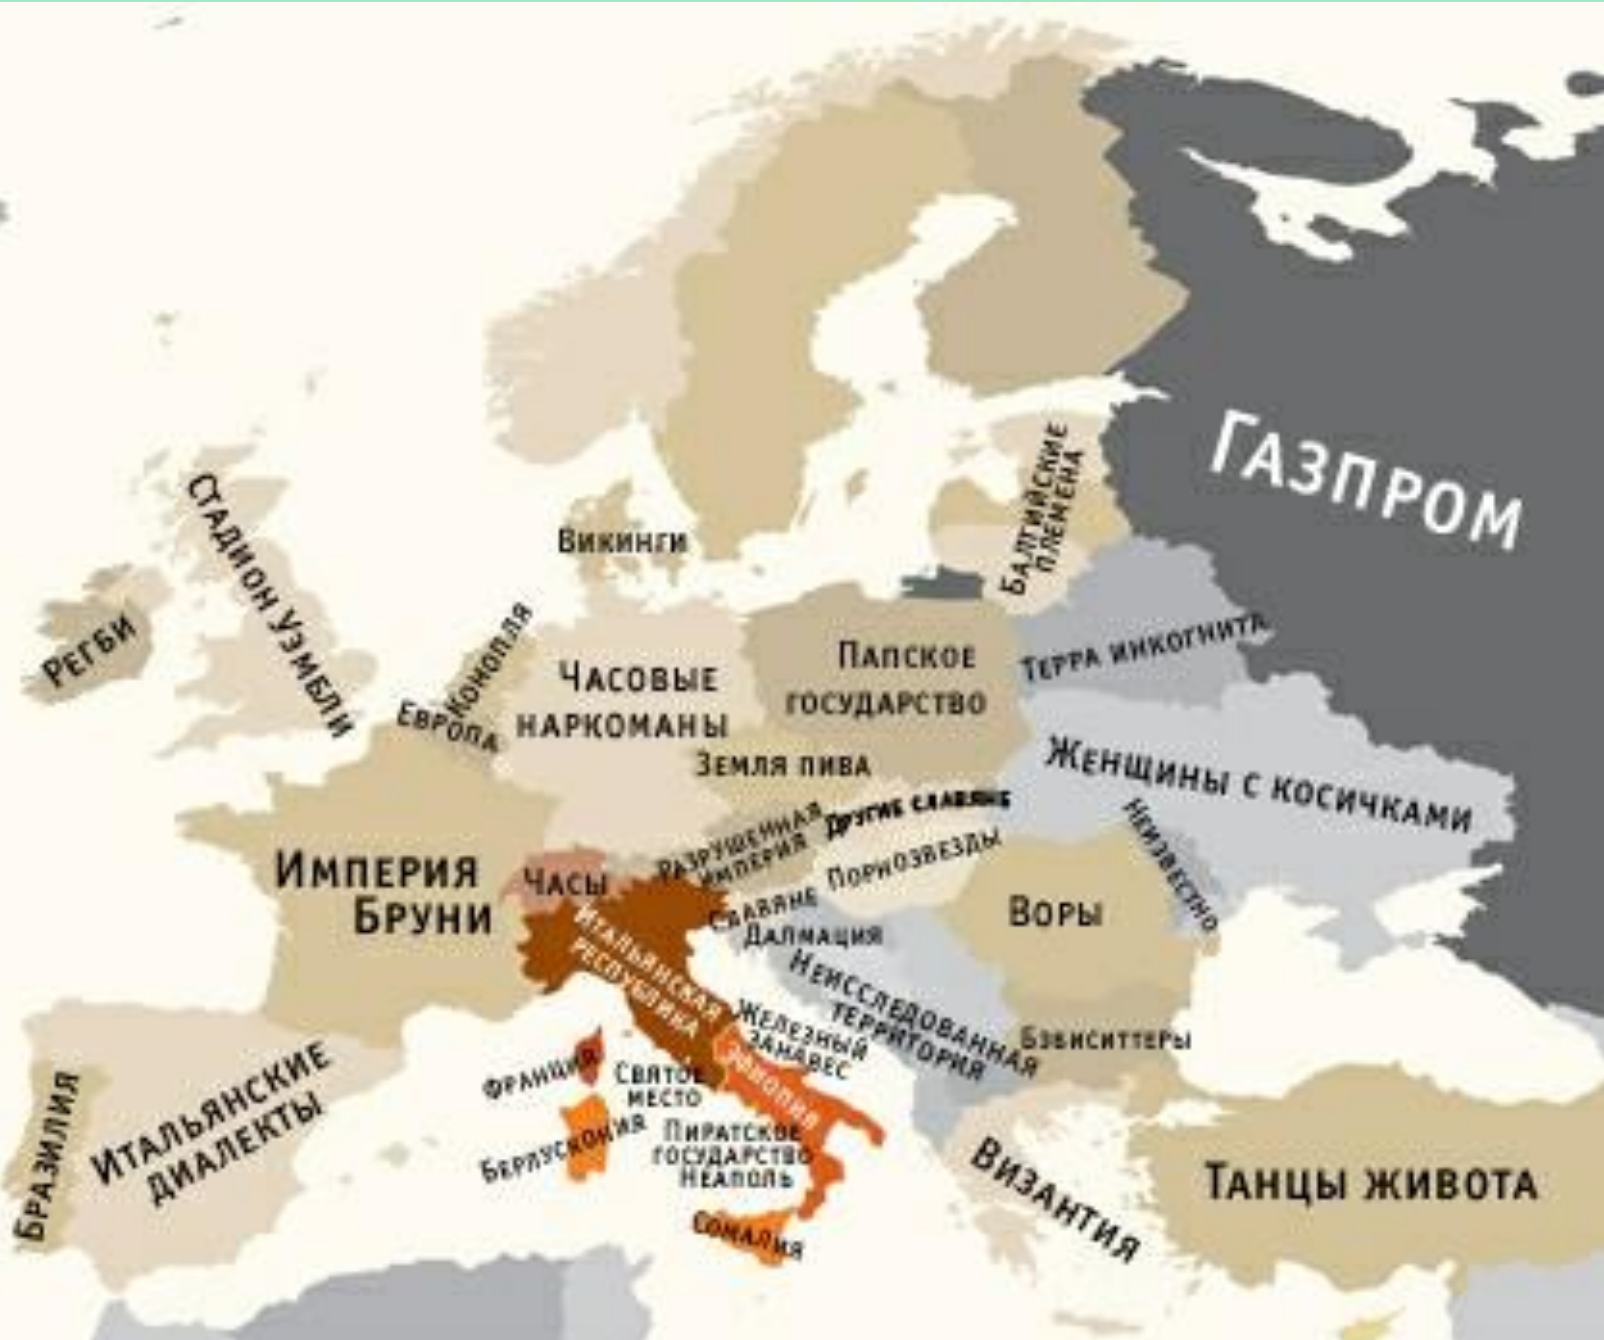 Газпром
Балтийские
племена
Викинги
Стадион Уэмбли
Регби
Конопля
Европа
Часовые
наркоманы
Папское
государство
Терра инкогнита
Земля пива
Женщины с косичками
Другие славяне
Разрушенная
империя
Порнозвезды
Неизвестно
Империя
Бруни
Часы
Воры
Славяне
Далмация
Итальянская
республика
Неисследованная
территория
Железный
занавес
Бэбиситтеры
Франция
Святое
место
Эфиопия
Итальянские
диалекты
Бразилия
Берлускония
Пиратское
государство
Неаполь
Сомалия
Византия
Танцы живота